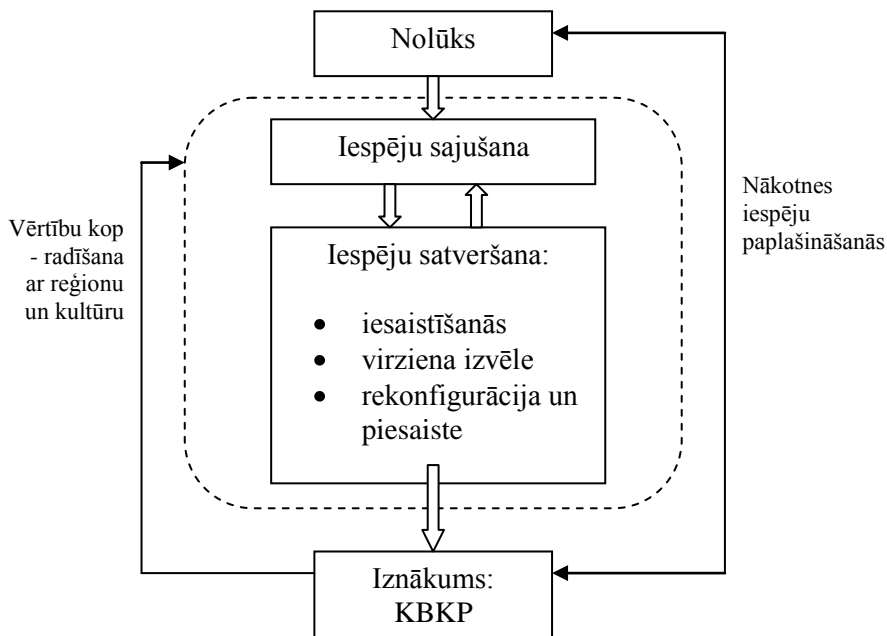 Nolūks
Iespēju sajušana
Vērtību kop
- radīšana
ar reģionu
un kultūru
Iespēju satveršana:
• iesaistīšanās
• virziena izvēle
• rekonfigurācija un
piesaiste
Nākotnes
iespēju
paplašināšanās
Iznākums:
KBKP